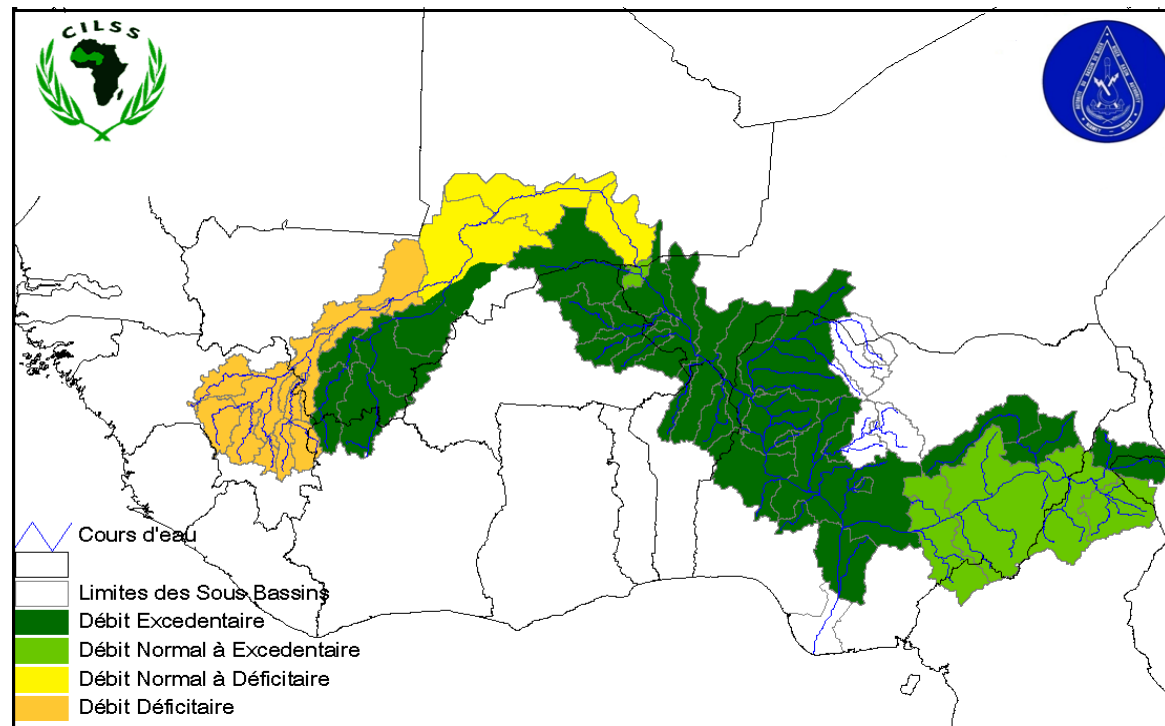 CILSS
Cours d'eau
Limites des Sous Bassins
Débit Excedentaire
Débit Normal à Excedentaire
Débit Normal à Déficitaire
Débit Déficitaire